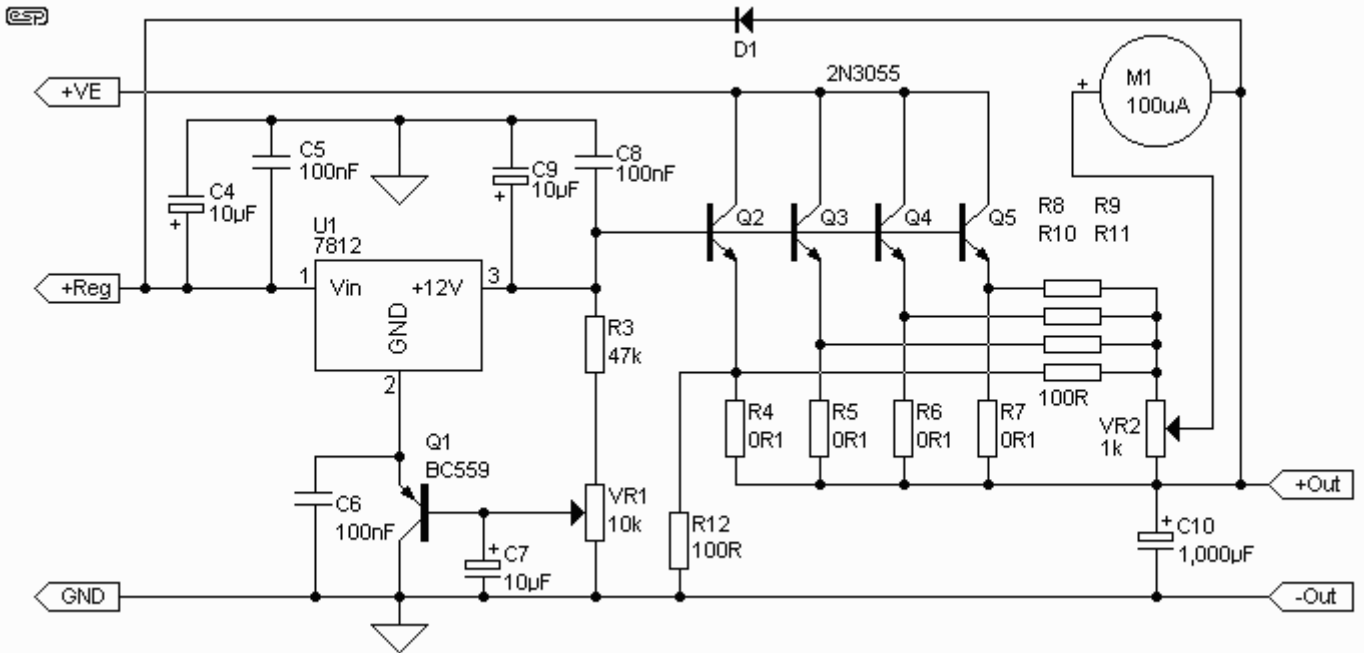 esp
D1
+VE
2N3055
+
M1
100uA
C5
100nF
C4
10µF
+
C9
10µF
+
C8
100nF
U1
7812
Q2
Q3
Q4
Q5
R8 R9
R10 R11
+Reg
1
Vin
+12V
3
GND
2
R3
47k
100R
R4
0R1
R5
0R1
R6
0R1
R7
0R1
VR2
1k
Q1
BC559
C6
100nF
VR1
10k
+
C7
10µF
R12
100R
+Out
+
C10
1,000µF
GND
-Out